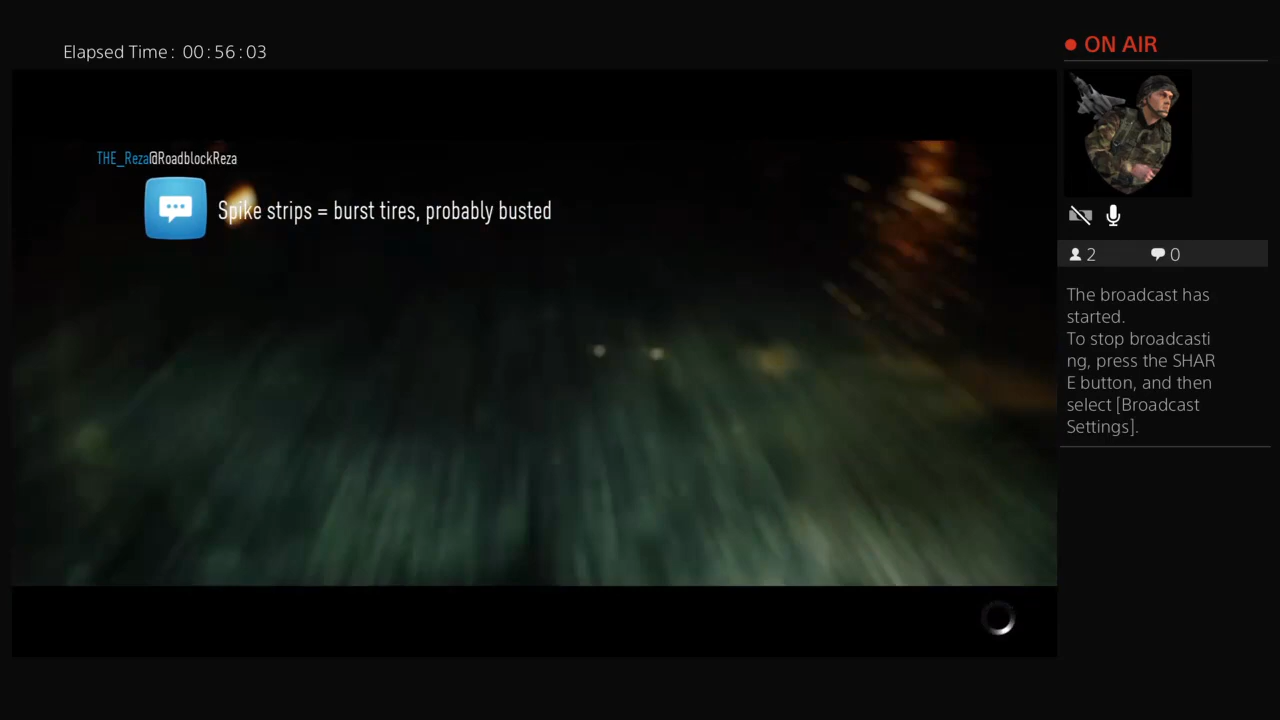 Elapsed Time: 00:56:03
ON AIR
THE_Reza@RoadblockReza
Spike strips = burst tires, probably busted
2
0
The broadcast has
started.
To stop broadcasti
ng, press the SHAR
E button, and then
select [Broadcast
Settings].